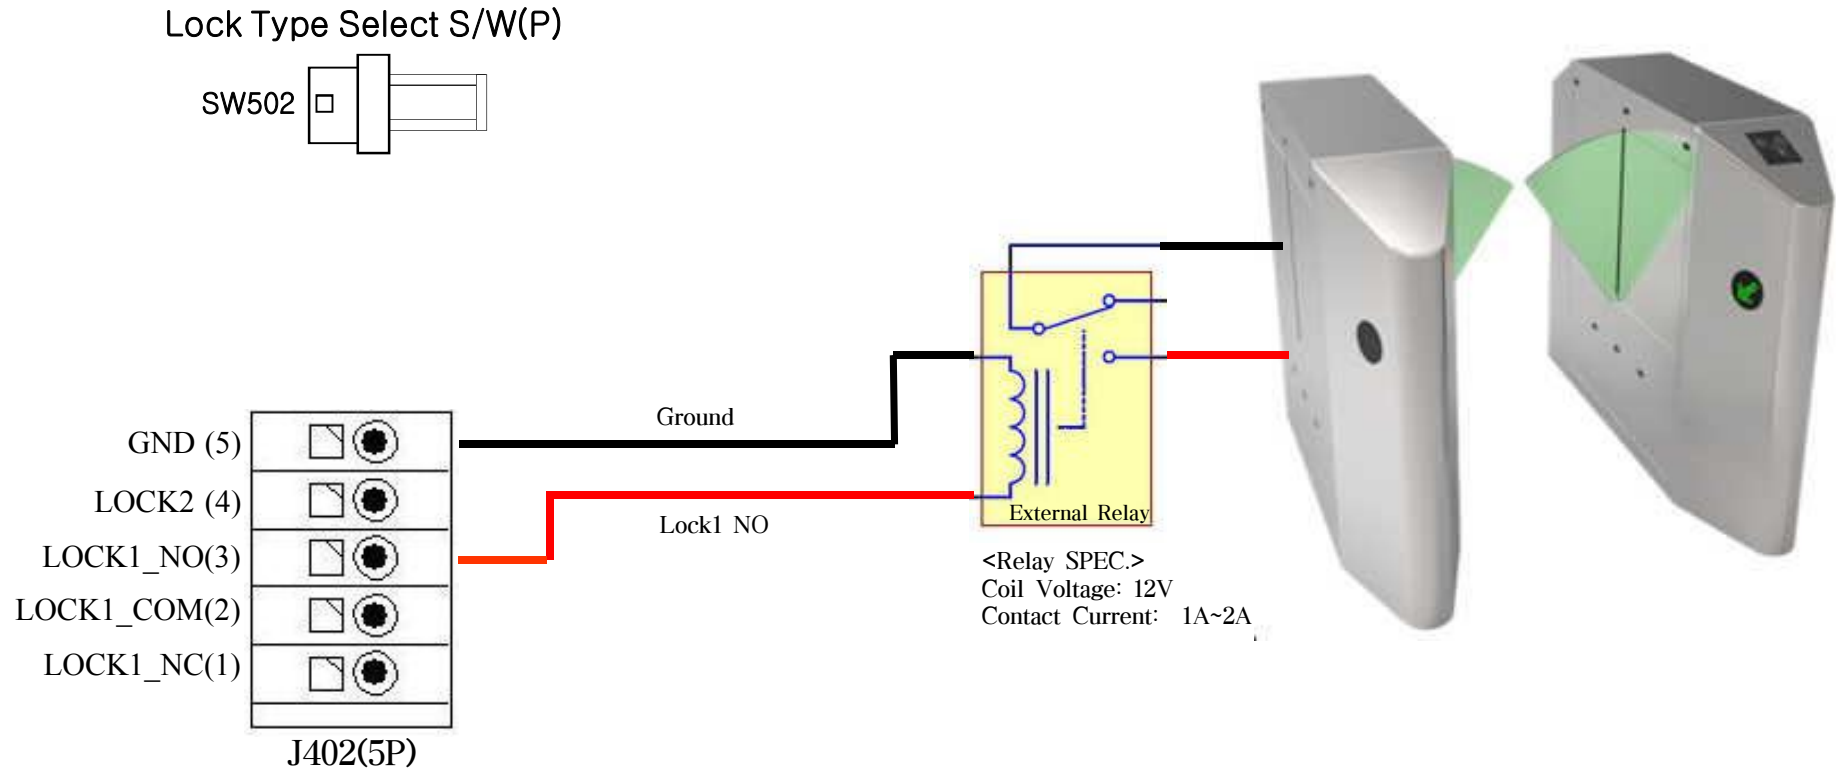 Lock Type Select S/W(P)
SW502
GND (5)
LOCK2 (4)
LOCK1_NO(3)
LOCK1_COM(2)
LOCK1_NC(1)
J402(5P)
Ground
Lock1 NO
External Relay
<Relay SPEC.>
Coil Voltage: 12V
Contact Current: 1A~2A